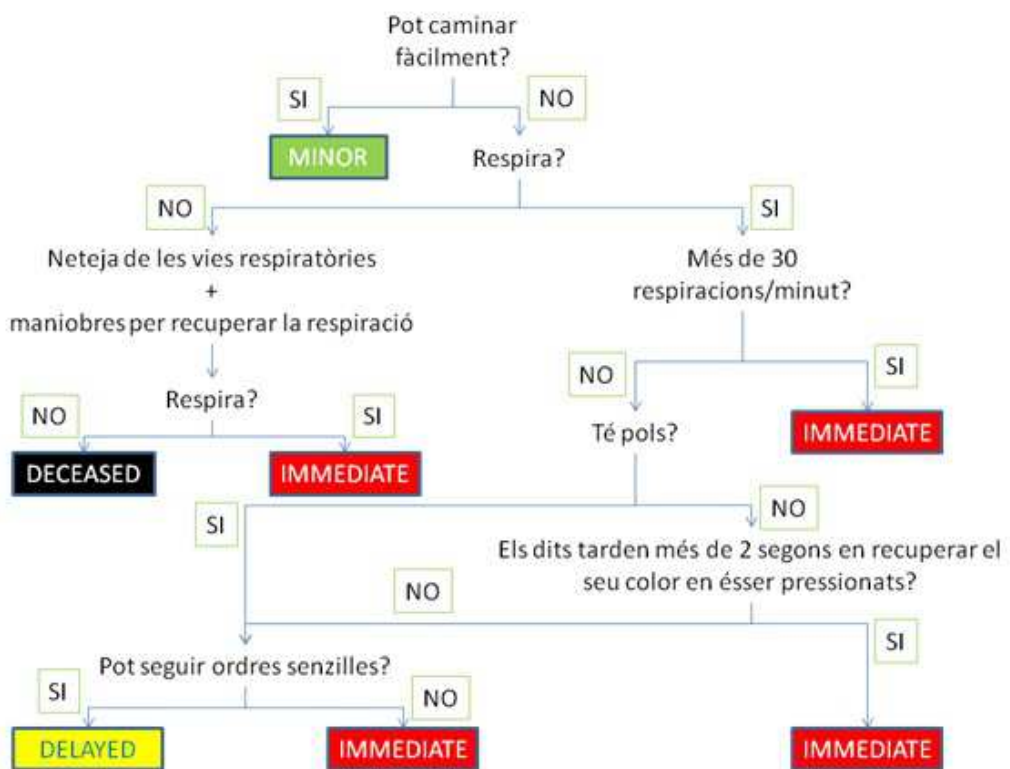 Pot caminar
fàcilment?
SI
NO
MINOR
Respira?
NO
SI
Neteja de les vies respiratòries
+
maniobres per recuperar la respiració
Més de 30
respiracions/minut?
NO
SI
Respira?
NO
SI
Té pols?
IMMEDIATE
DECEASED
IMMEDIATE
SI
NO
Els dits tarden més de 2 segons en recuperar el
seu color en ésser pressionats?
NO
SI
Pot seguir ordres senzilles?
SI
NO
DELAYED
IMMEDIATE
IMMEDIATE